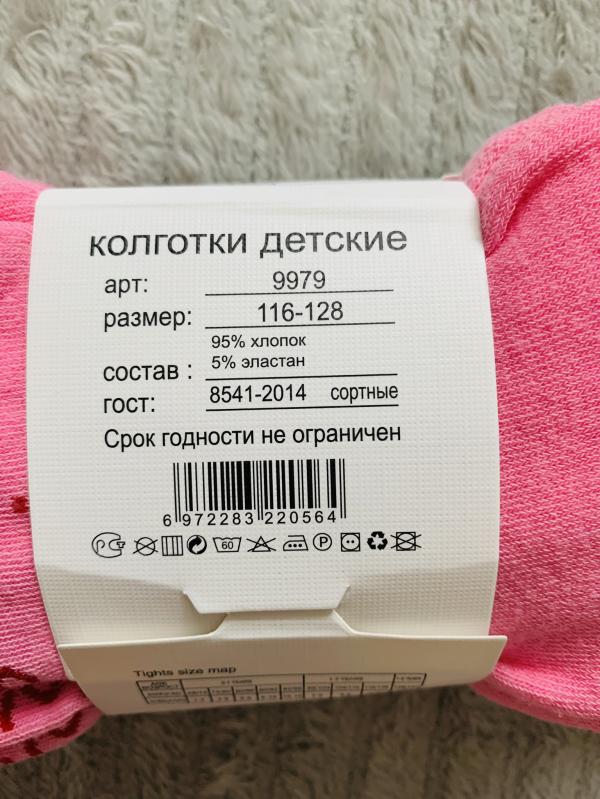 колготки детские
арт: 9979
размер: 116-128
95% хлопок
состав : 5% эластан
гост: 8541-2014 сортные
Срок годности не ограничен
6 972283 220564
60
P
Tights size map